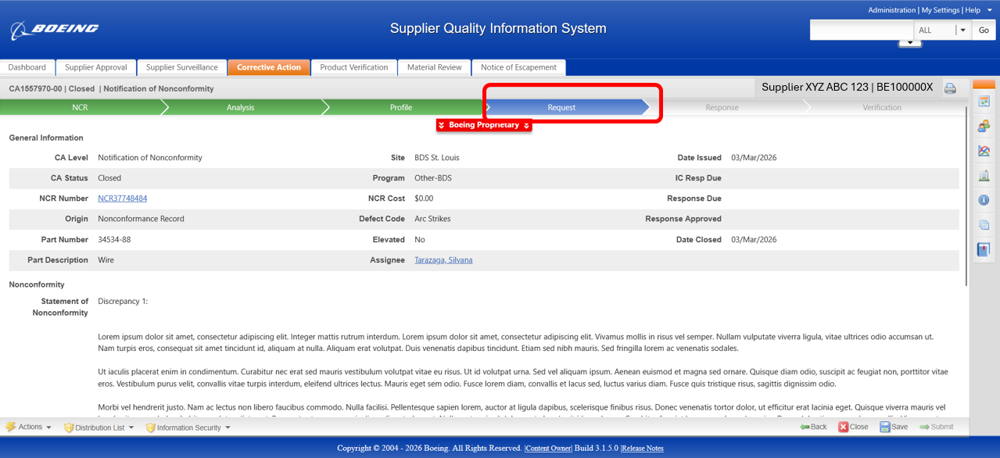 Administration | My Settings | Help
BOEING
Supplier Quality Information System
ALL
Go
Dashboard Supplier Approval Supplier Surveillance Corrective Action Product Verification Material Review Notice of Escapement
CA1557970-00 | Closed | Notification of Nonconformity Supplier XYZ ABC 123 | BE100000X
NCR Analysis Profile Request Response Verification
Boeing Proprietary
General Information
CA Level Notification of Nonconformity Site BDS St. Louis Date Issued 03/Mar/2026
CA Status Closed Program Other-BDS IC Resp Due
NCR Number NCR37748484 NCR Cost $0.00 Response Due
Origin Nonconformance Record Defect Code Arc Strikes Response Approved
Part Number 34534-88 Elevated No Date Closed 03/Mar/2026
Part Description Wire Assignee Tarazaga, Silvana
Nonconformity
Statement of Nonconformity Discrepancy 1:
Lorem ipsum dolor sit amet, consectetur adipiscing elit. Integer mattis rutrum interdum. Lorem ipsum dolor sit amet, consectetur adipiscing elit. Vivamus mollis in risus vel semper. Nullam vulputate viverra ligula, vitae ultrices odio accumsan ut.
Nam turpis eros, consequat sit amet tincidunt id, aliquam at nulla. Aliquam erat volutpat. Duis venenatis dapibus tincidunt. Etiam sed nibh mauris. Sed fringilla lorem ac venenatis sodales.
Ut iaculis placerat enim in condimentum. Curabitur nec erat sed mauris vestibulum volutpat vitae eu risus. Ut id volutpat urna. Sed vel aliquam ipsum. Aenean euismod et magna sed ornare. Quisque diam odio, suscipit ac feugiat non, porttitor vitae
eros. Vestibulum purus velit, convallis vitae turpis interdum, eleifend ultrices lectus. Mauris eget sem odio. Fusce lorem diam, convallis et lacus sed, luctus varius diam. Fusce quis tristique risus, sagittis dignissim odio.
Morbi vel hendrerit justo. Nam ac lectus non libero faucibus commodo. Nulla facilisi. Pellentesque sapien lorem, auctor at ligula dapibus, scelerisque finibus risus. Donec venenatis tortor dolor, ut efficitur erat lacinia eget. Quisque viverra mauris vel
Actions Distribution List Information Security Back Close Save Submit
Copyright © 2004 - 2026 Boeing. All Rights Reserved. |Content Owner| Build 3.1.5.0 |Release Notes